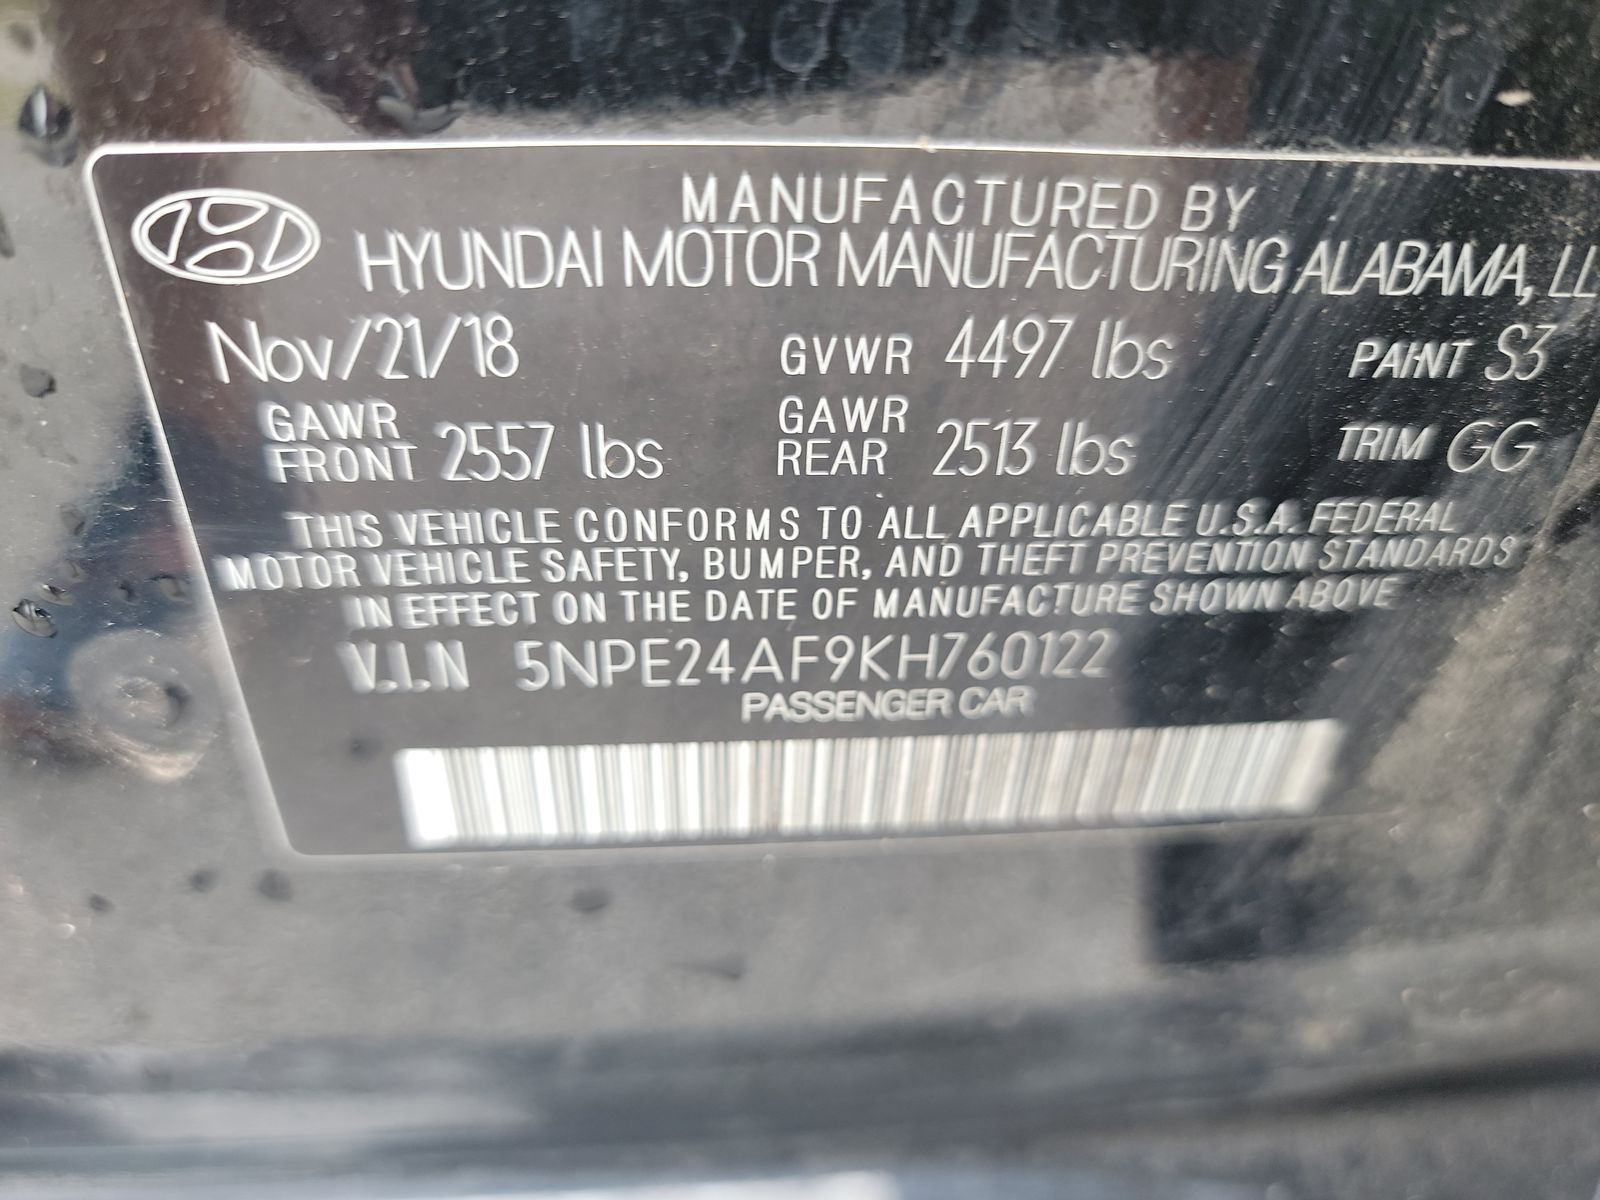 MANUFACTURED BY
HYUNDAI MOTOR MANUFACTURING ALABAMA, LL
Nov/21/18 GVWR 4497 lbs PAINT S3
GAWR FRONT 2557 lbs GAWR REAR 2513 lbs TRIM GG
THIS VEHICLE CONFORMS TO ALL APPLICABLE U.S.A. FEDERAL
MOTOR VEHICLE SAFETY, BUMPER, AND THEFT PREVENTION STANDARDS
IN EFFECT ON THE DATE OF MANUFACTURE SHOWN ABOVE
V.I.N 5NPE24AF9KH760122
PASSENGER CAR